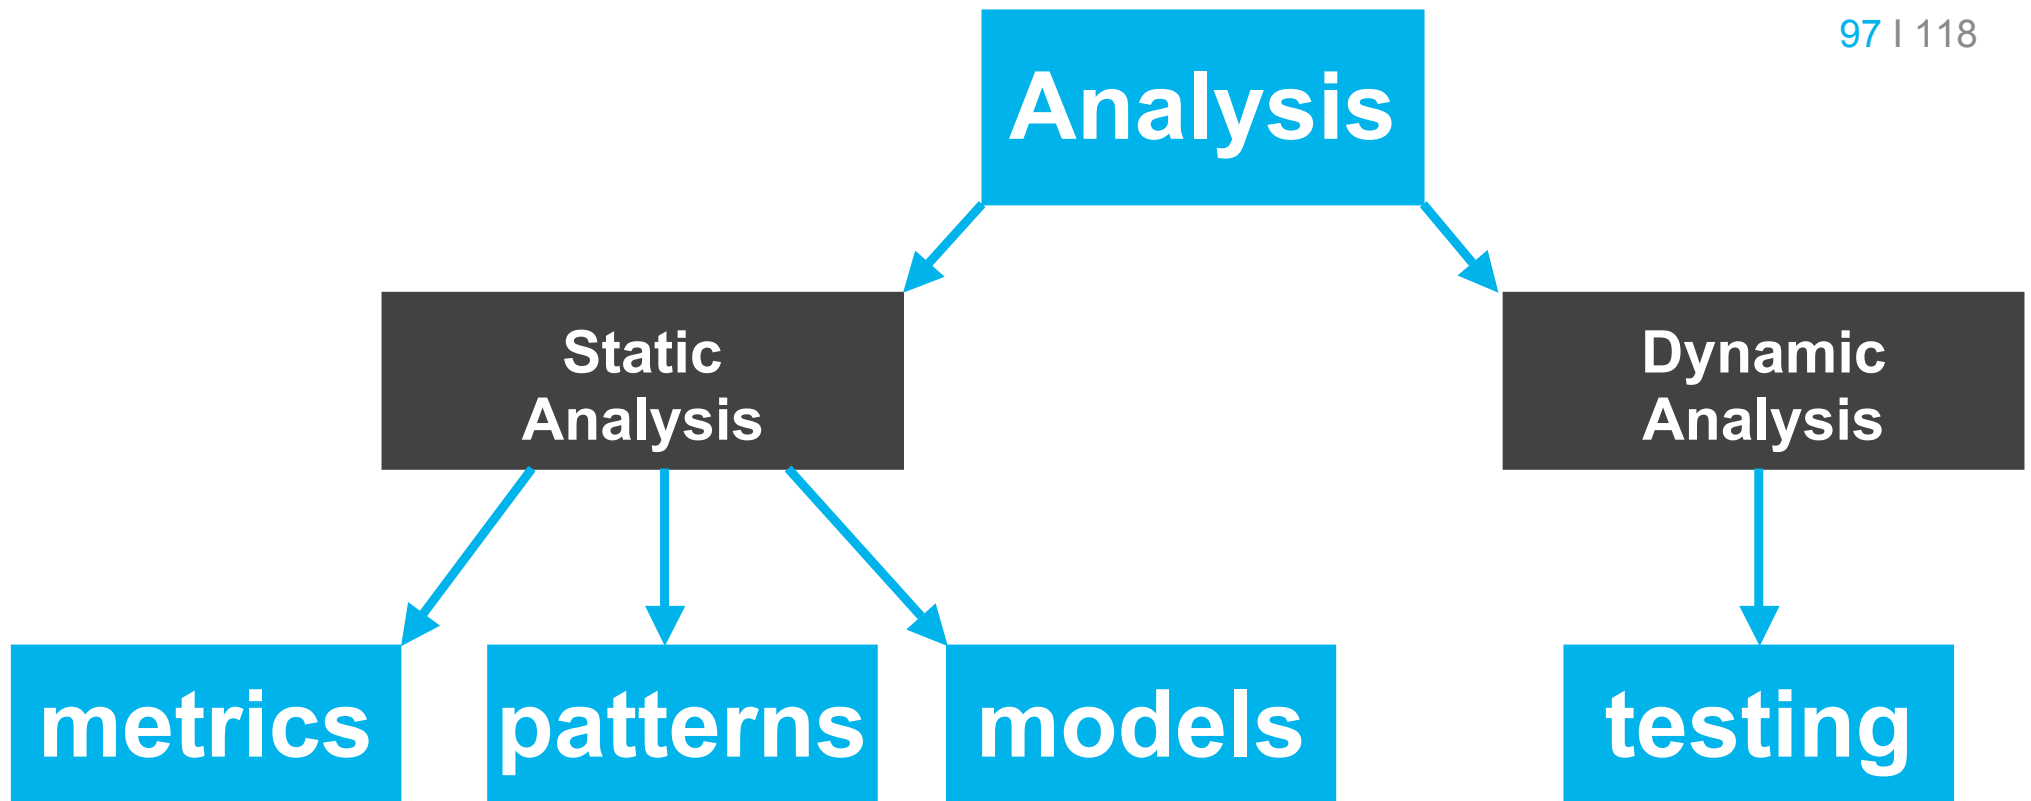 97 I 118
Analysis
Static
Analysis
Dynamic
Analysis
metrics
patterns
models
testing